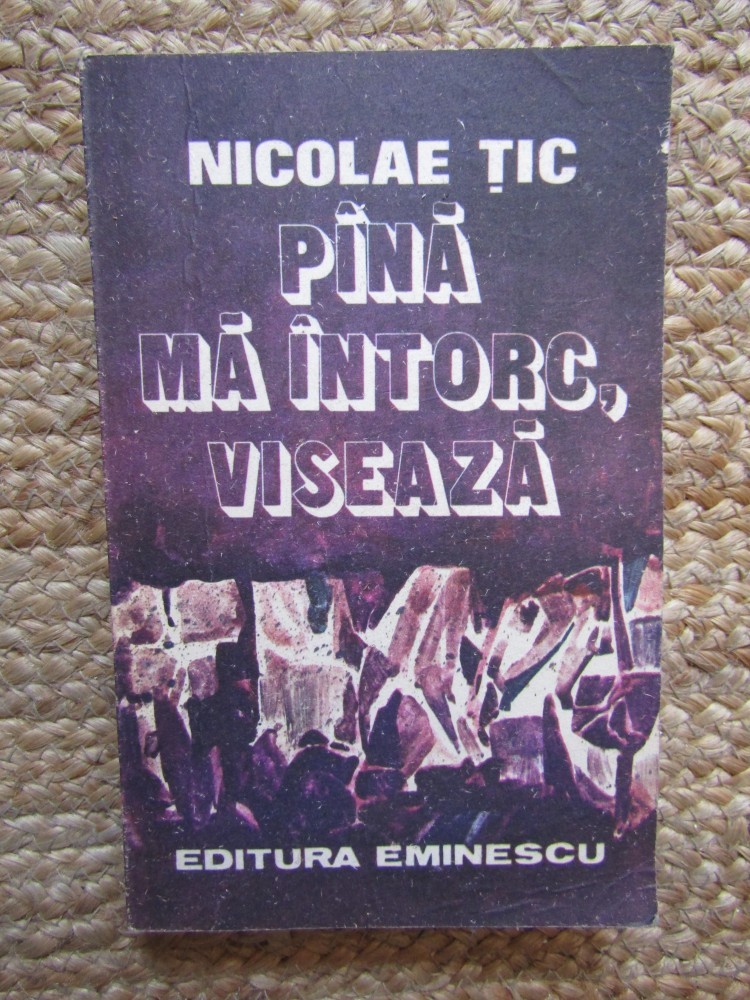 NICOLAE ȚIC
PÎNĂ
MĂ ÎNTORC,
VISEAZĂ
EDITURA EMINESCU